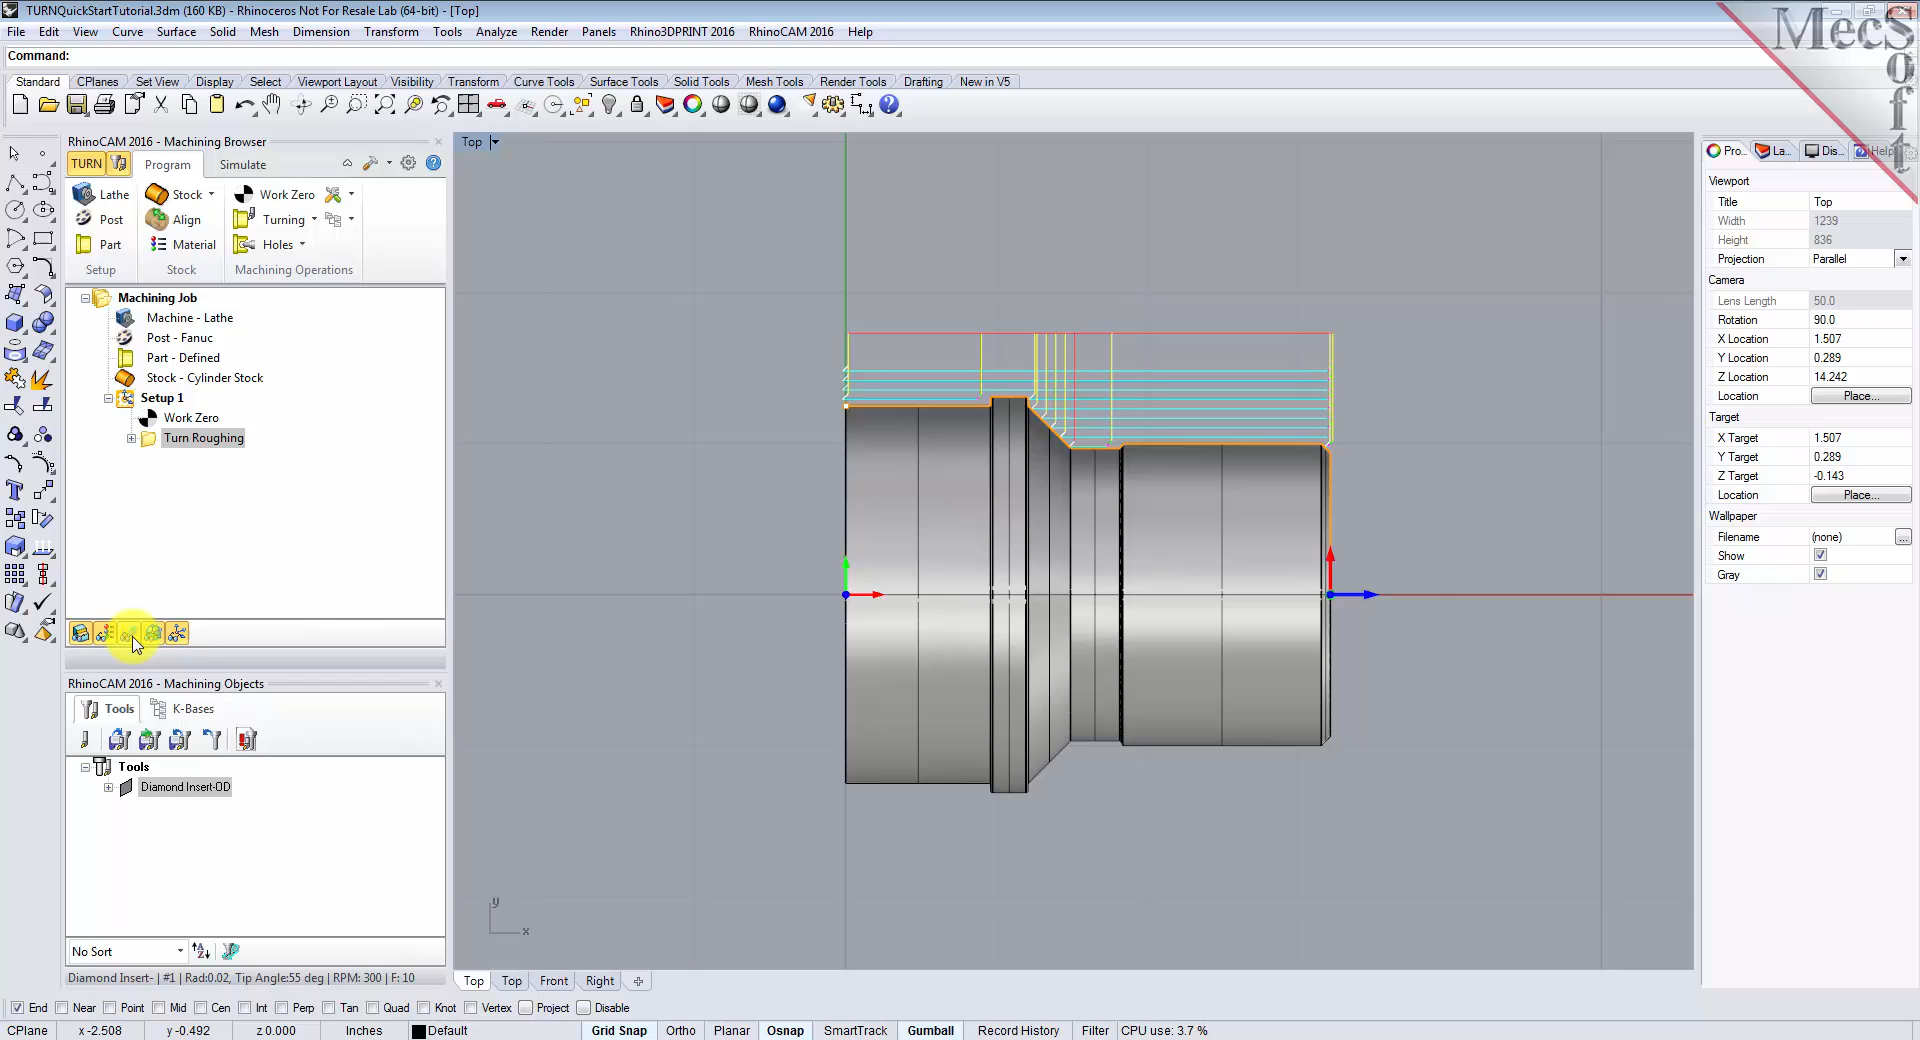 TURNQuickStartTutorial.3dm (160 KB) - Rhinoceros Not For Resale Lab (64-bit) - [Top]
File Edit View Curve Surface Solid Mesh Dimension Transform Tools Analyze Render Panels Rhino3DPRINT 2016 RhinoCAM 2016 Help
Command:
Standard CPlanes Set View Display Select Viewport Layout Visibility Transform Curve Tools Surface Tools Solid Tools Mesh Tools Render Tools Drafting New in V5
MecSoft
RhinoCAM 2016 - Machining Browser
TURN Program Simulate
Lathe Stock Work Zero
Post Align Turning
Part Material Holes
Setup Stock Machining Operations
Machining Job
Machine - Lathe
Post - Fanuc
Part - Defined
Stock - Cylinder Stock
Setup 1
Work Zero
Turn Roughing
RhinoCAM 2016 - Machining Objects
Tools K-Bases
Tools
Diamond Insert-OD
No Sort
Diamond Insert- | #1 | Rad:0.02, Tip Angle:55 deg | RPM: 300 | F: 10
Top
y
x
Top Top Front Right
Pro... La... Dis... Help
Viewport
Title Top
Width 1239
Height 836
Projection Parallel
Camera
Lens Length 50.0
Rotation 90.0
X Location 1.507
Y Location 0.289
Z Location 14.242
Location Place...
Target
X Target 1.507
Y Target 0.289
Z Target -0.143
Location Place...
Wallpaper
Filename (none) ...
Show
Gray
End Near Point Mid Cen Int Perp Tan Quad Knot Vertex Project Disable
CPlane x -2.508 y -0.492 z 0.000 Inches Default Grid Snap Ortho Planar Osnap SmartTrack Gumball Record History Filter CPU use: 3.7 %